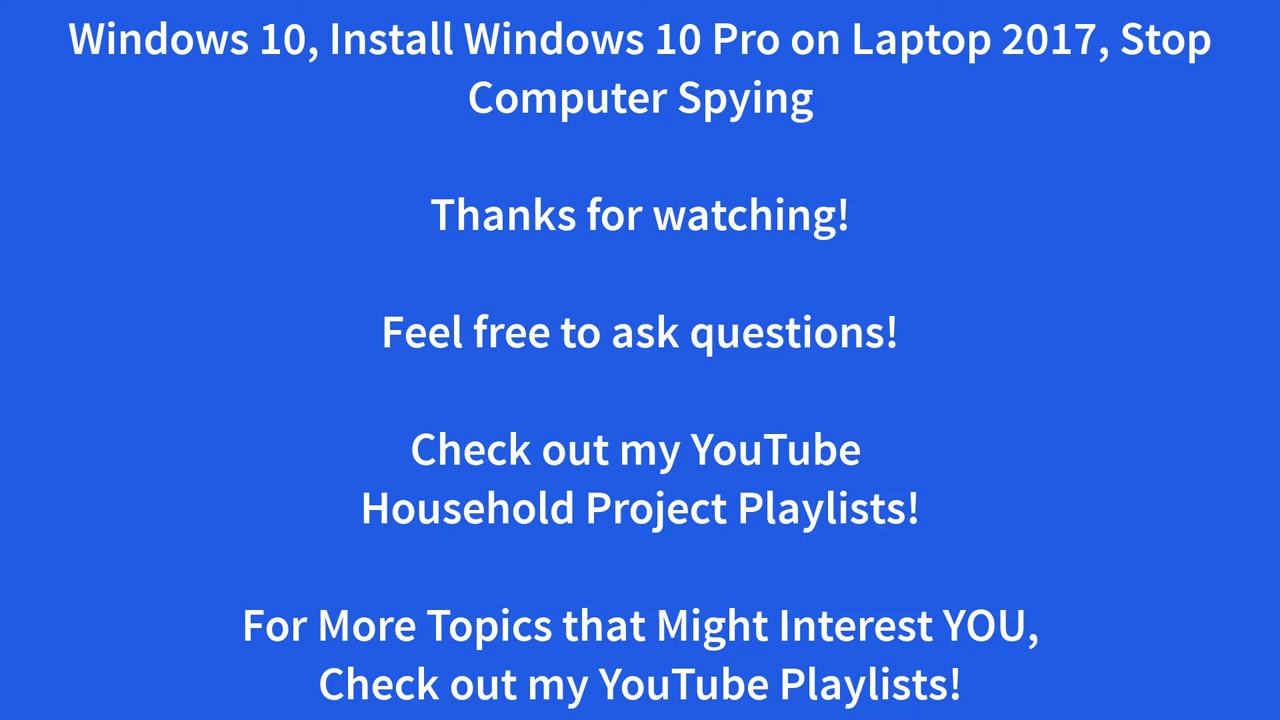 Windows 10, Install Windows 10 Pro on Laptop 2017, Stop
Computer Spying
Thanks for watching!
Feel free to ask questions!
Check out my YouTube
Household Project Playlists!
For More Topics that Might Interest YOU,
Check out my YouTube Playlists!